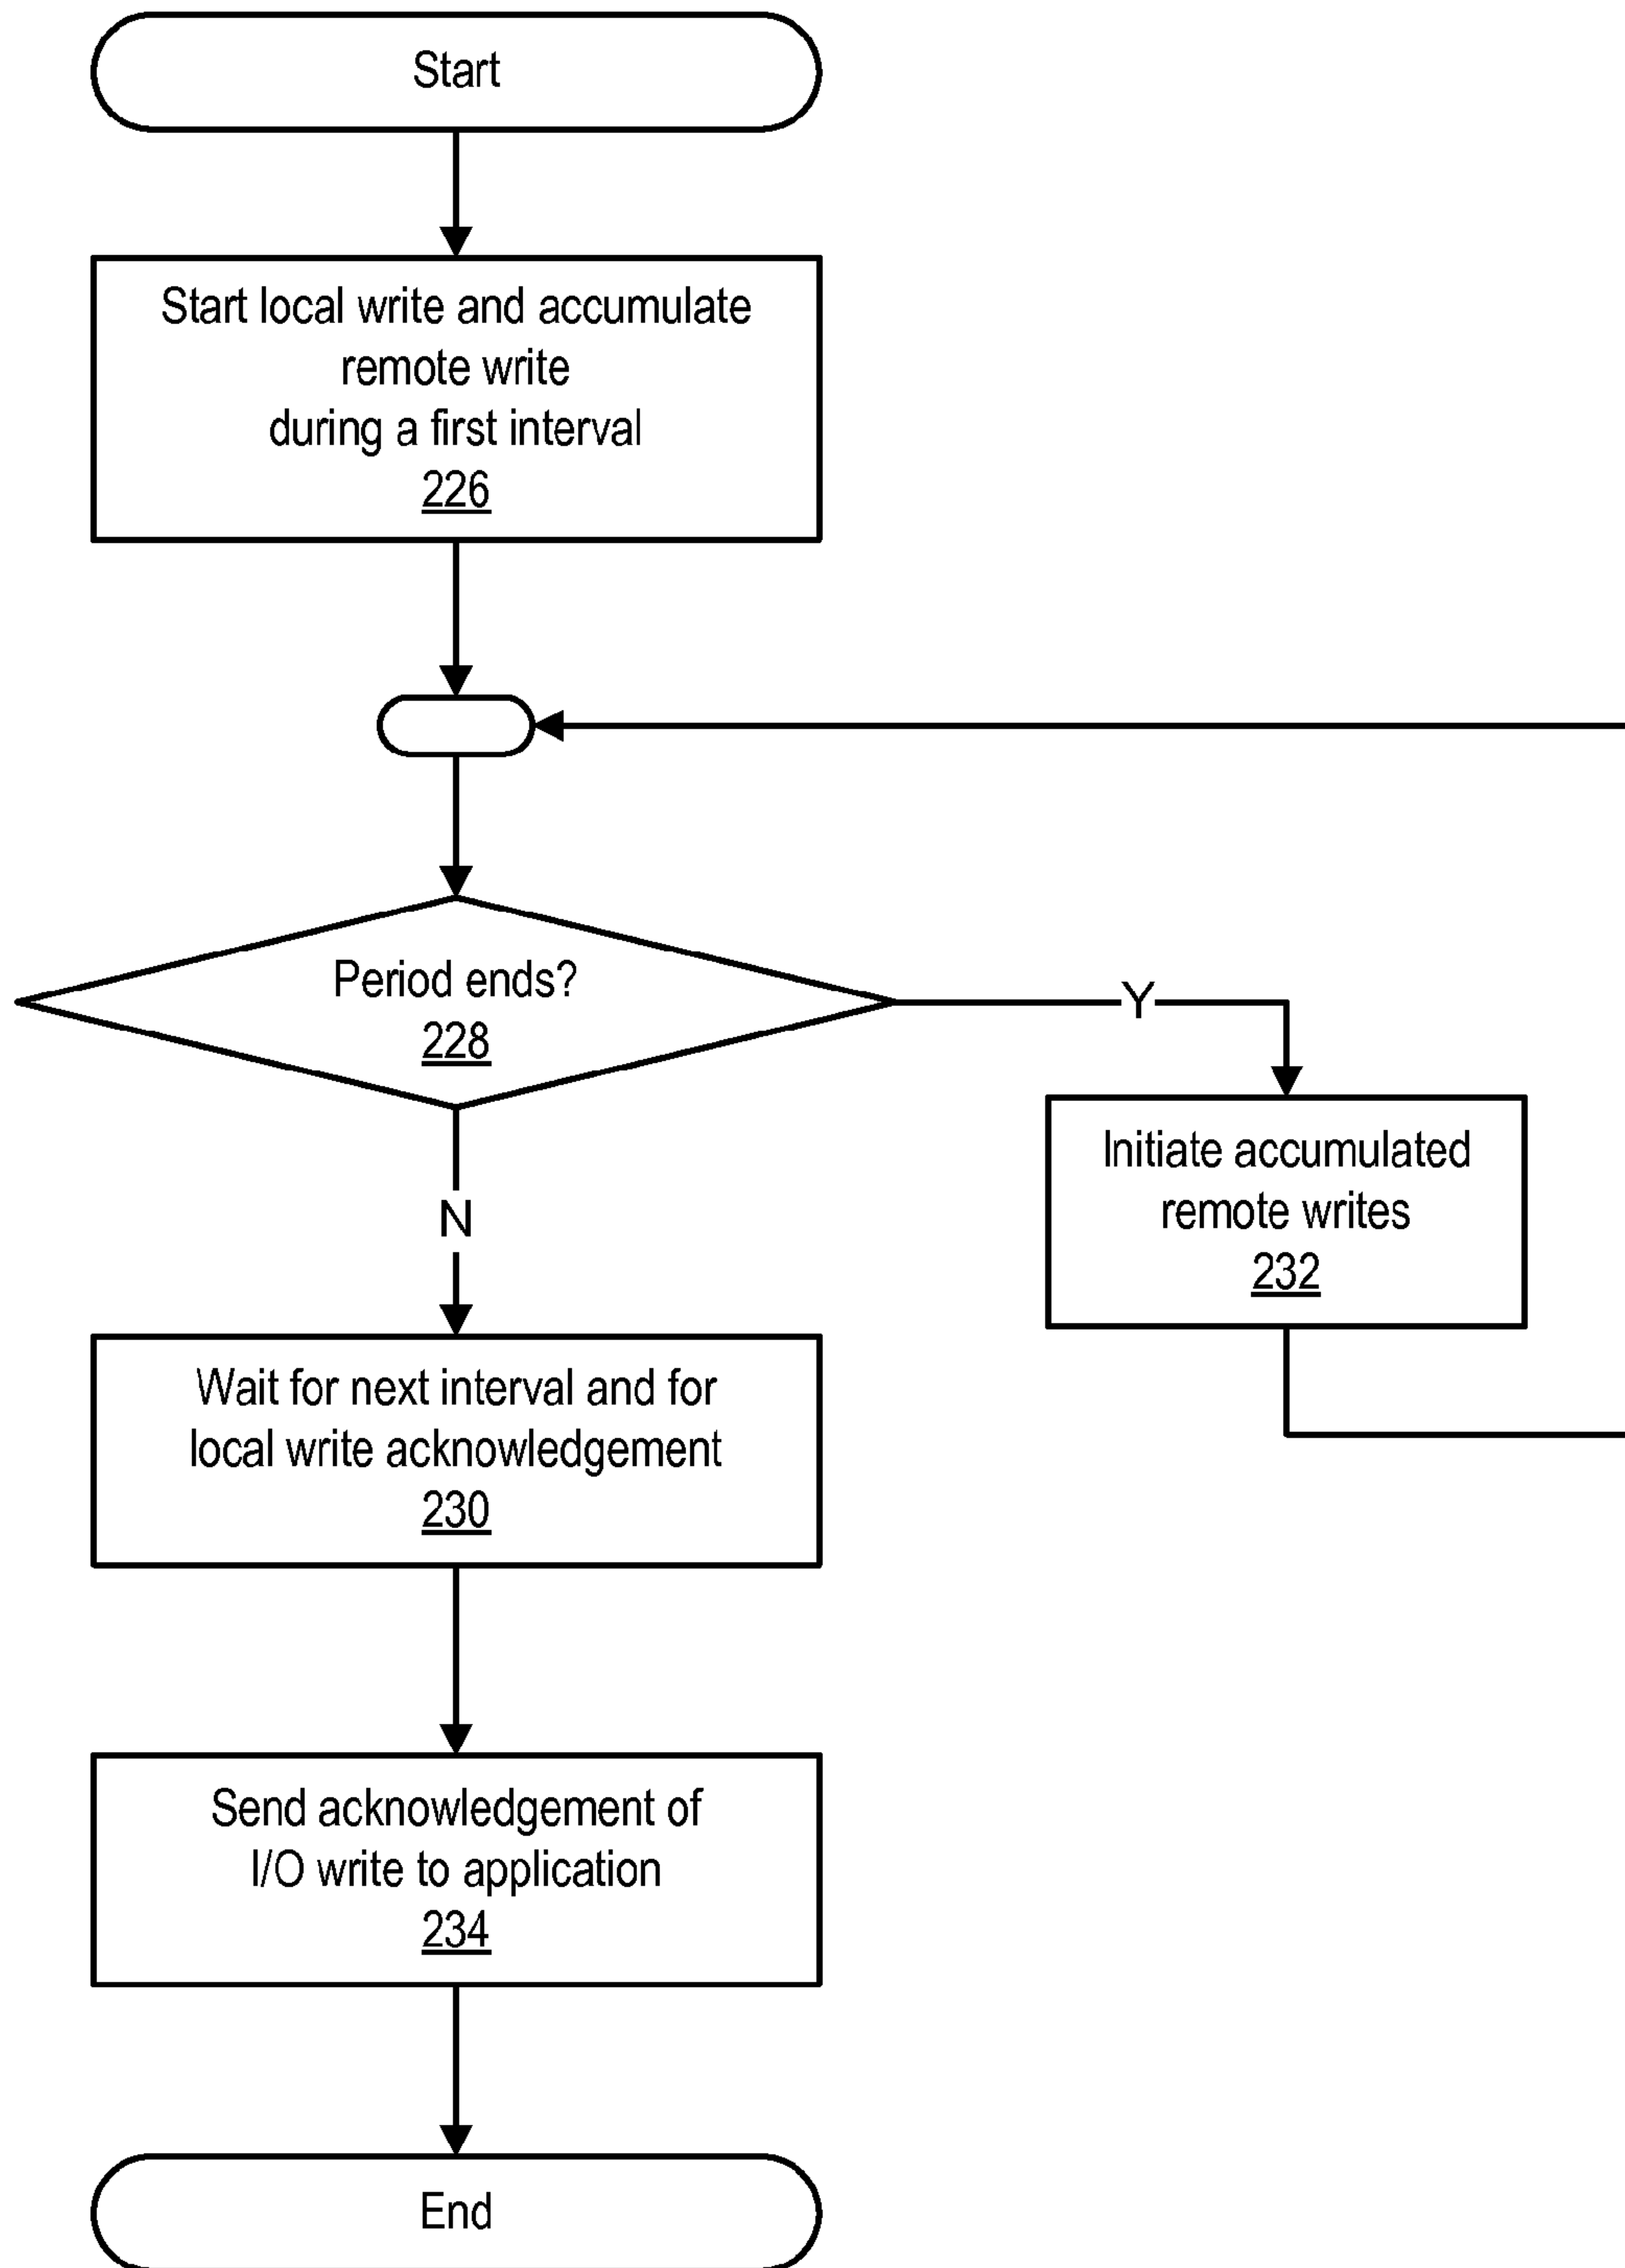 Start
Start local write and accumulate
remote write
during a first interval
226
Period ends?
228
Y
N
Initiate accumulated
remote writes
232
Wait for next interval and for
local write acknowledgement
230
Send acknowledgement of
I/O write to application
234
End